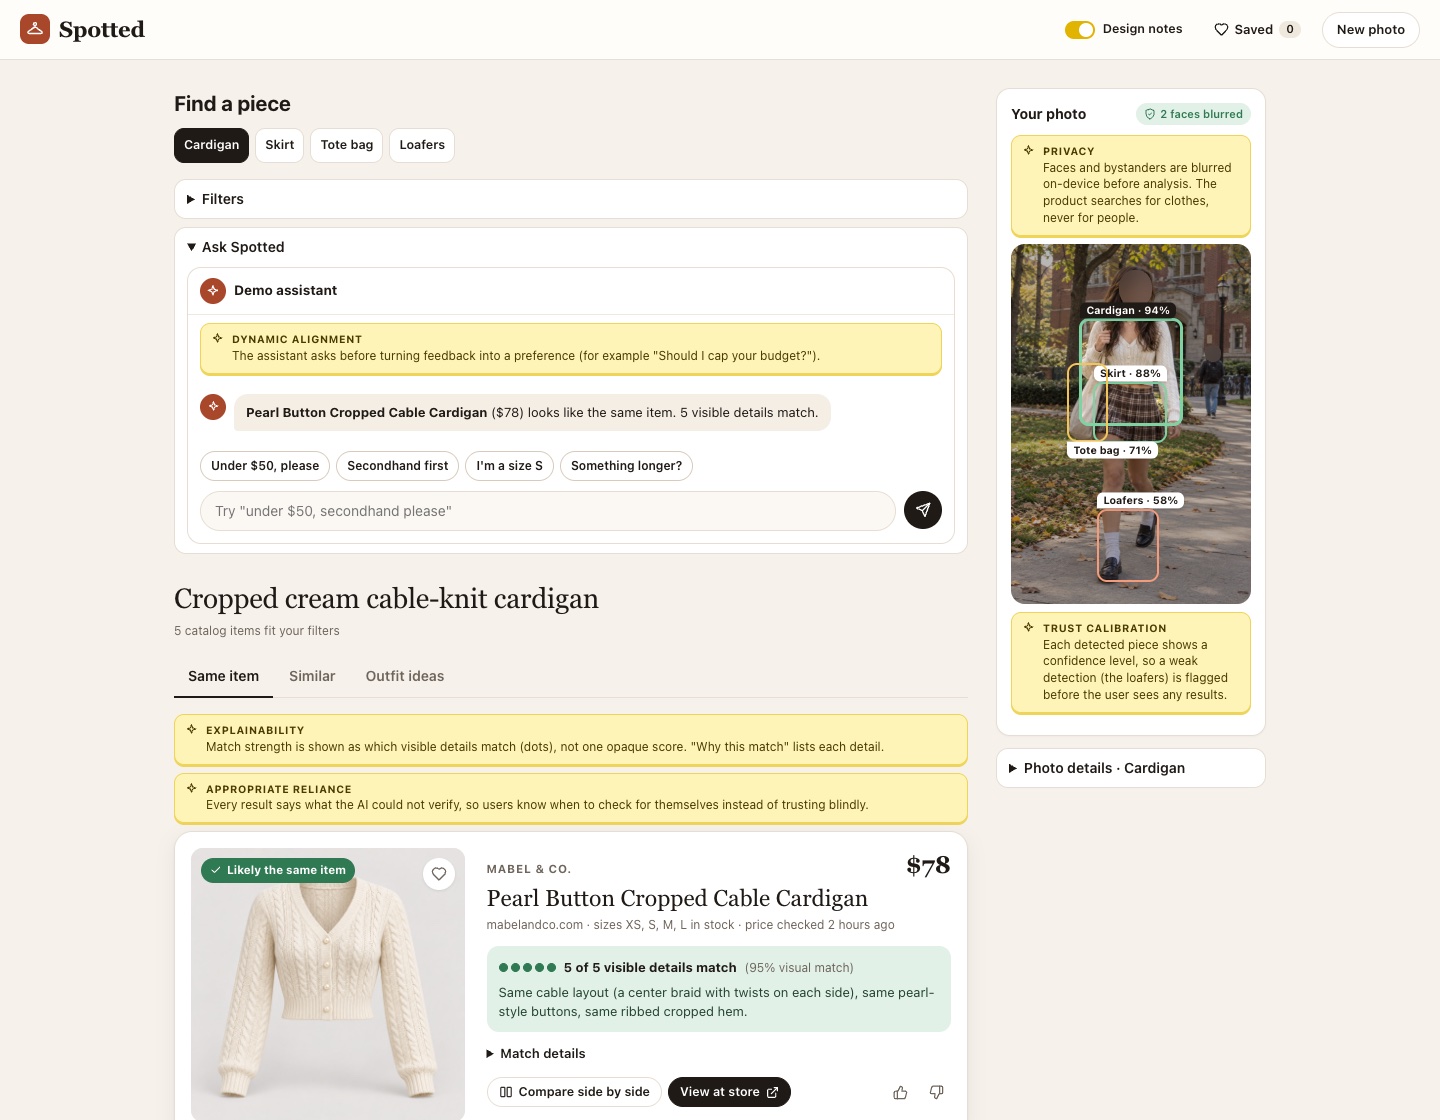 Spotted
Design notes
Saved 0
New photo
Find a piece
Cardigan
Skirt
Tote bag
Loafers
Filters
Ask Spotted
Demo assistant
DYNAMIC ALIGNMENT
The assistant asks before turning feedback into a preference (for example "Should I cap your budget?").
Pearl Button Cropped Cable Cardigan ($78) looks like the same item. 5 visible details match.
Under $50, please
Secondhand first
I'm a size S
Something longer?
Try "under $50, secondhand please"
Cropped cream cable-knit cardigan
5 catalog items fit your filters
Same item
Similar
Outfit ideas
EXPLAINABILITY
Match strength is shown as which visible details match (dots), not one opaque score. "Why this match" lists each detail.
APPROPRIATE RELIANCE
Every result says what the AI could not verify, so users know when to check for themselves instead of trusting blindly.
Likely the same item
MABEL & CO.
$78
Pearl Button Cropped Cable Cardigan
mabelandco.com · sizes XS, S, M, L in stock · price checked 2 hours ago
5 of 5 visible details match (95% visual match)
Same cable layout (a center braid with twists on each side), same pearl-
style buttons, same ribbed cropped hem.
Match details
Compare side by side
View at store
Your photo
2 faces blurred
PRIVACY
Faces and bystanders are blurred
on-device before analysis. The
product searches for clothes,
never for people.
Cardigan · 94%
Skirt · 88%
Tote bag · 71%
Loafers · 58%
TRUST CALIBRATION
Each detected piece shows a
confidence level, so a weak
detection (the loafers) is flagged
before the user sees any results.
Photo details · Cardigan